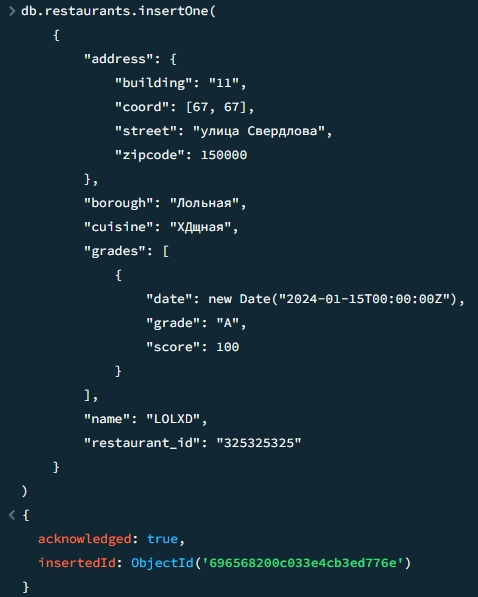 db.restaurants.insertOne(
{
"address": {
"building": "11",
"coord": [67, 67],
"street": "улица Свердлова",
"zipcode": 150000
},
"borough": "Лольная",
"cuisine": "ХДщная",
"grades": [
{
"date": new Date("2024-01-15T00:00:00Z"),
"grade": "A",
"score": 100
}
],
"name": "LOLXD",
"restaurant_id": "325325325"
}
)
{
acknowledged: true,
insertedId: ObjectId('696568200c033e4cb3ed776e')
}